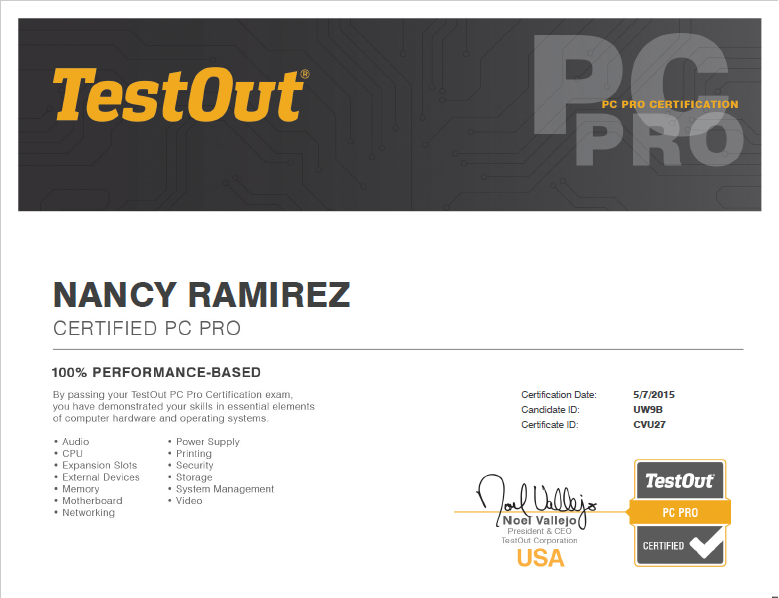 TestOut®
PC
PC PRO CERTIFICATION
PRO
NANCY RAMIREZ
CERTIFIED PC PRO
100% PERFORMANCE-BASED
By passing your TestOut PC Pro Certification exam,
you have demonstrated your skills in essential elements
of computer hardware and operating systems.
• Audio
• CPU
• Expansion Slots
• External Devices
• Memory
• Motherboard
• Networking
• Power Supply
• Printing
• Security
• Storage
• System Management
• Video
Certification Date: 5/7/2015
Candidate ID: UW9B
Certificate ID: CVU27
Noel Vallejo
Noel Vallejo
President & CEO
TestOut Corporation
USA
TestOut
PC PRO
CERTIFIED